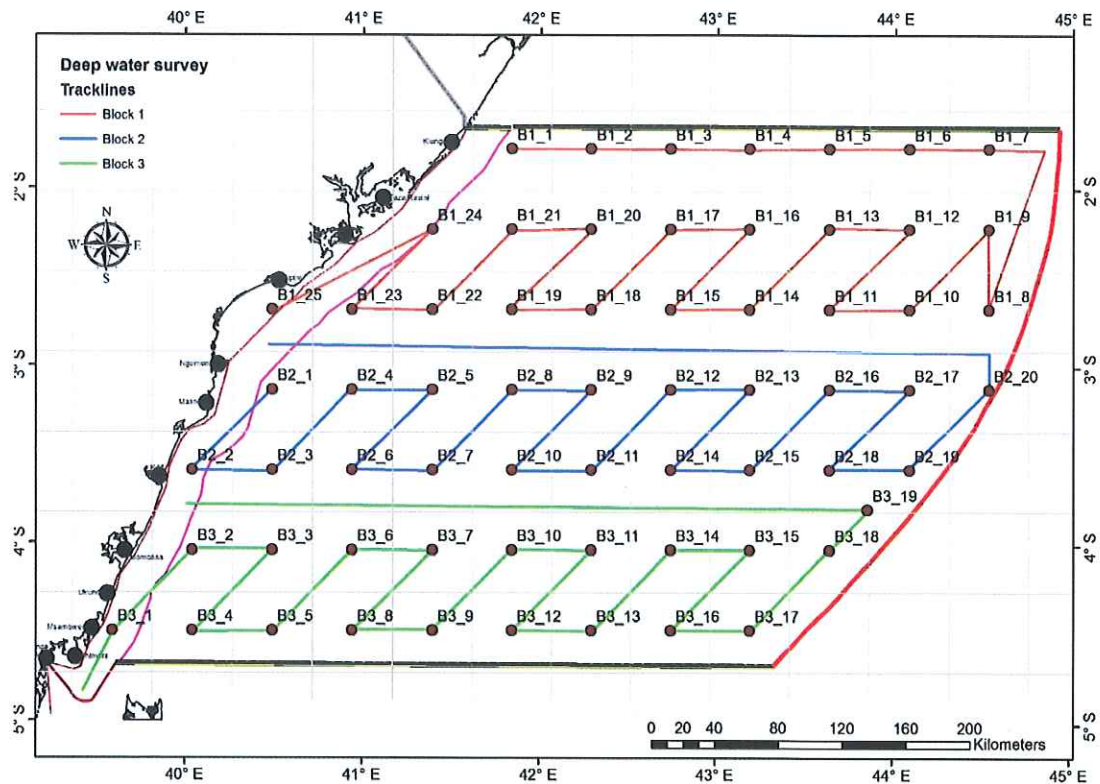 40° E 41° E 42° E 43° E 44° E 45° E
Deep water survey
Tracklines
Block 1
Block 2
Block 3
B1_1 B1_2 B1_3 B1_4 B1_5 B1_6 B1_7
2°S 2°S
N
W E
S
B1_24 B1_21 B1_20 B1_17 B1_16 B1_13 B1_12 B1_9
B1_25 B1_23 B1_22 B1_19 B1_18 B1_15 B1_14 B1_11 B1_10 B1_8
3°S 3°S
B2_1 B2_4 B2_5 B2_8 B2_9 B2_12 B2_13 B2_16 B2_17 B2_20
B2_2 B2_3 B2_6 B2_7 B2_10 B2_11 B2_14 B2_15 B2_18 B2_19
B3_19
4°S 4°S
B3_2 B3_3 B3_6 B3_7 B3_10 B3_11 B3_14 B3_15 B3_18
B3_1 B3_4 B3_5 B3_8 B3_9 B3_12 B3_13 B3_16 B3_17
5°S 5°S
0 20 40 80 120 160 200
Kilometers
40° E 41° E 42° E 43° E 44° E 45° E